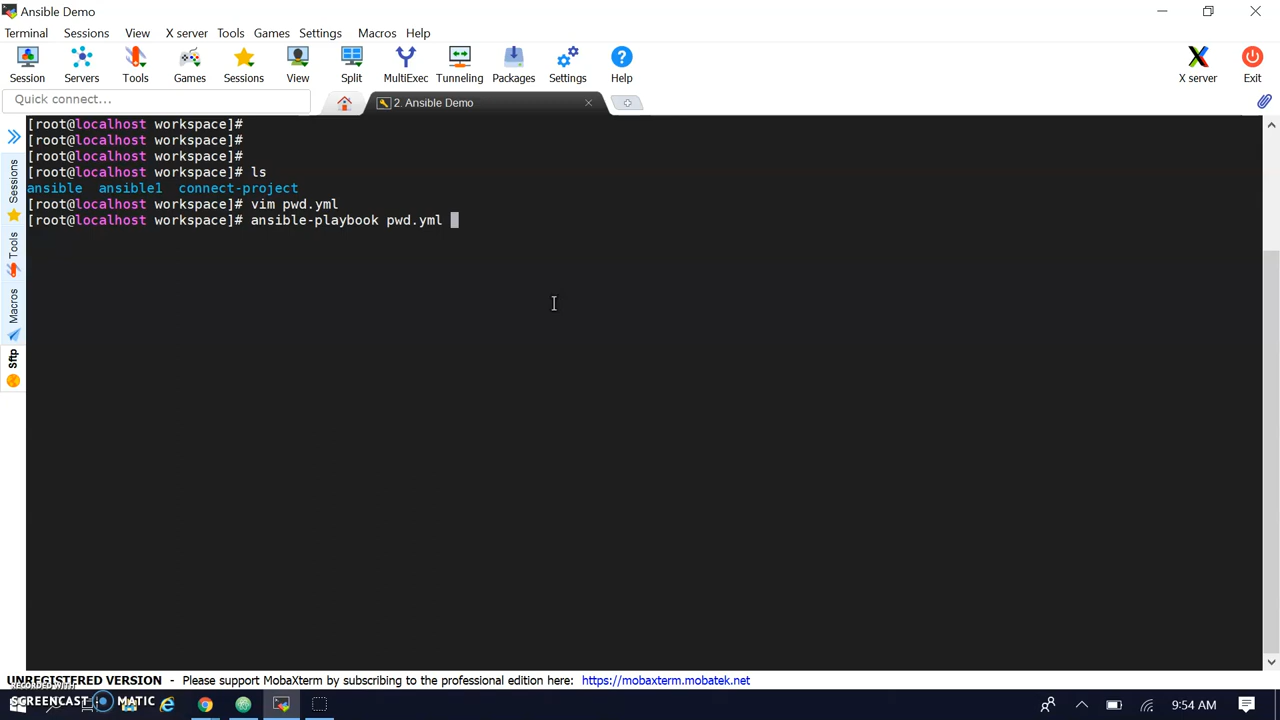 Ansible Demo
Terminal Sessions View X server Tools Games Settings Macros Help
Session Servers Tools Games Sessions View Split MultiExec Tunneling Packages Settings Help X server Exit
Quick connect...
2. Ansible Demo
[root@localhost workspace]#
[root@localhost workspace]#
[root@localhost workspace]#
[root@localhost workspace]# ls
ansible ansible1 connect-project
[root@localhost workspace]# vim pwd.yml
[root@localhost workspace]# ansible-playbook pwd.yml
Sessions
Tools
Macros
Sftp
UNREGISTERED VERSION - Please support MobaXterm by subscribing to the professional edition here: https://mobaxterm.mobatek.net
RECORDED WITH
SCREENCAST MATIC
9:54 AM